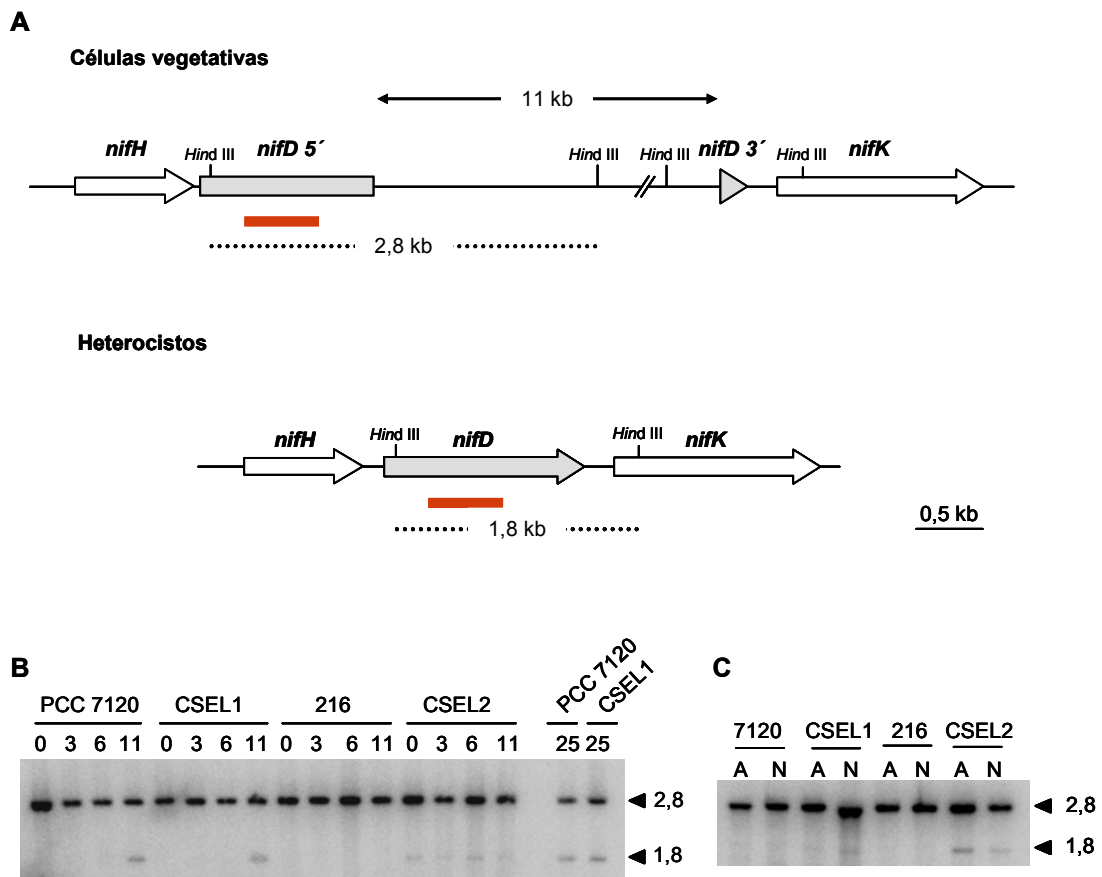 A
Células vegetativas
11 kb
nifH Hind III nifD 5´ Hind III Hind III nifD 3´ Hind III nifK
2,8 kb
Heterocistos
nifH Hind III nifD Hind III nifK
1,8 kb
0,5 kb
B
PCC 7120 CSEL1 216 CSEL2 PCC 7120 CSEL1
0 3 6 11 0 3 6 11 0 3 6 11 0 3 6 11 25 25
2,8
1,8
C
7120 CSEL1 216 CSEL2
A N A N A N A N
2,8
1,8